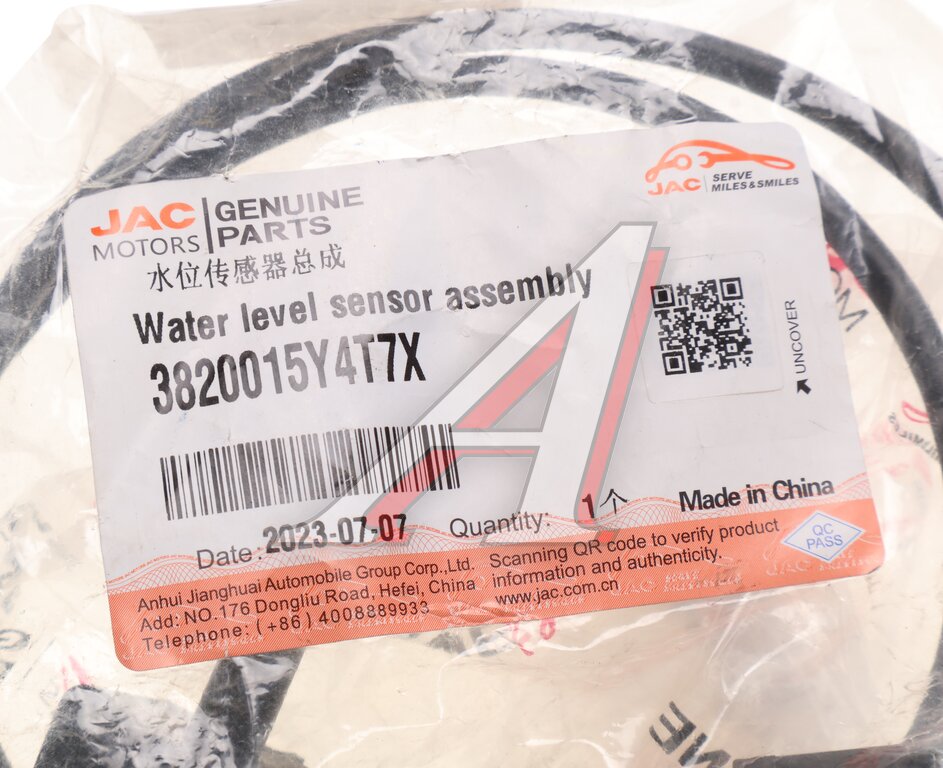 JAC
MOTORS
GENUINE
PARTS
JAC
SERVE
MILES&SMILES
水位传感器总成
Water level sensor assembly
3820015Y4T7X
UNCOVER
Date: 2023-07-07
Quantity: 1个
Made in China
Anhui Jianghuai Automobile Group Corp.,Ltd.
Add: NO.176 Dongliu Road, Hefei, China
Telephone: (+86) 4008889933
Scanning QR code to verify product
information and authenticity.
www.jac.com.cn
QC
PASS